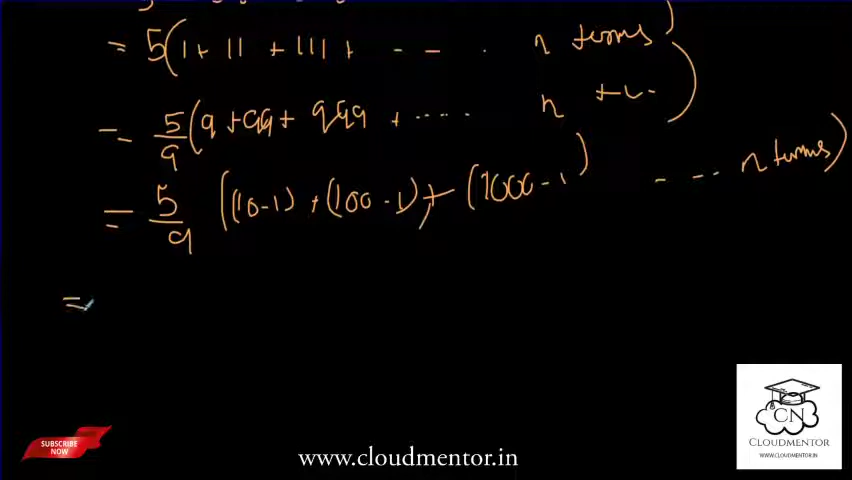 = 5(1 + 11 + 111 + - - . n terms)
= 5/9 (9 + 99 + 999 + ..... n
= 5/9 ((10-1) + (100-1) + (1000-1) - - .. n terms)
=
SUBSCRIBE
NOW
www.cloudmentor.in
CN
CLOUDMENTOR
WWW.CLOUDMENTOR.IN